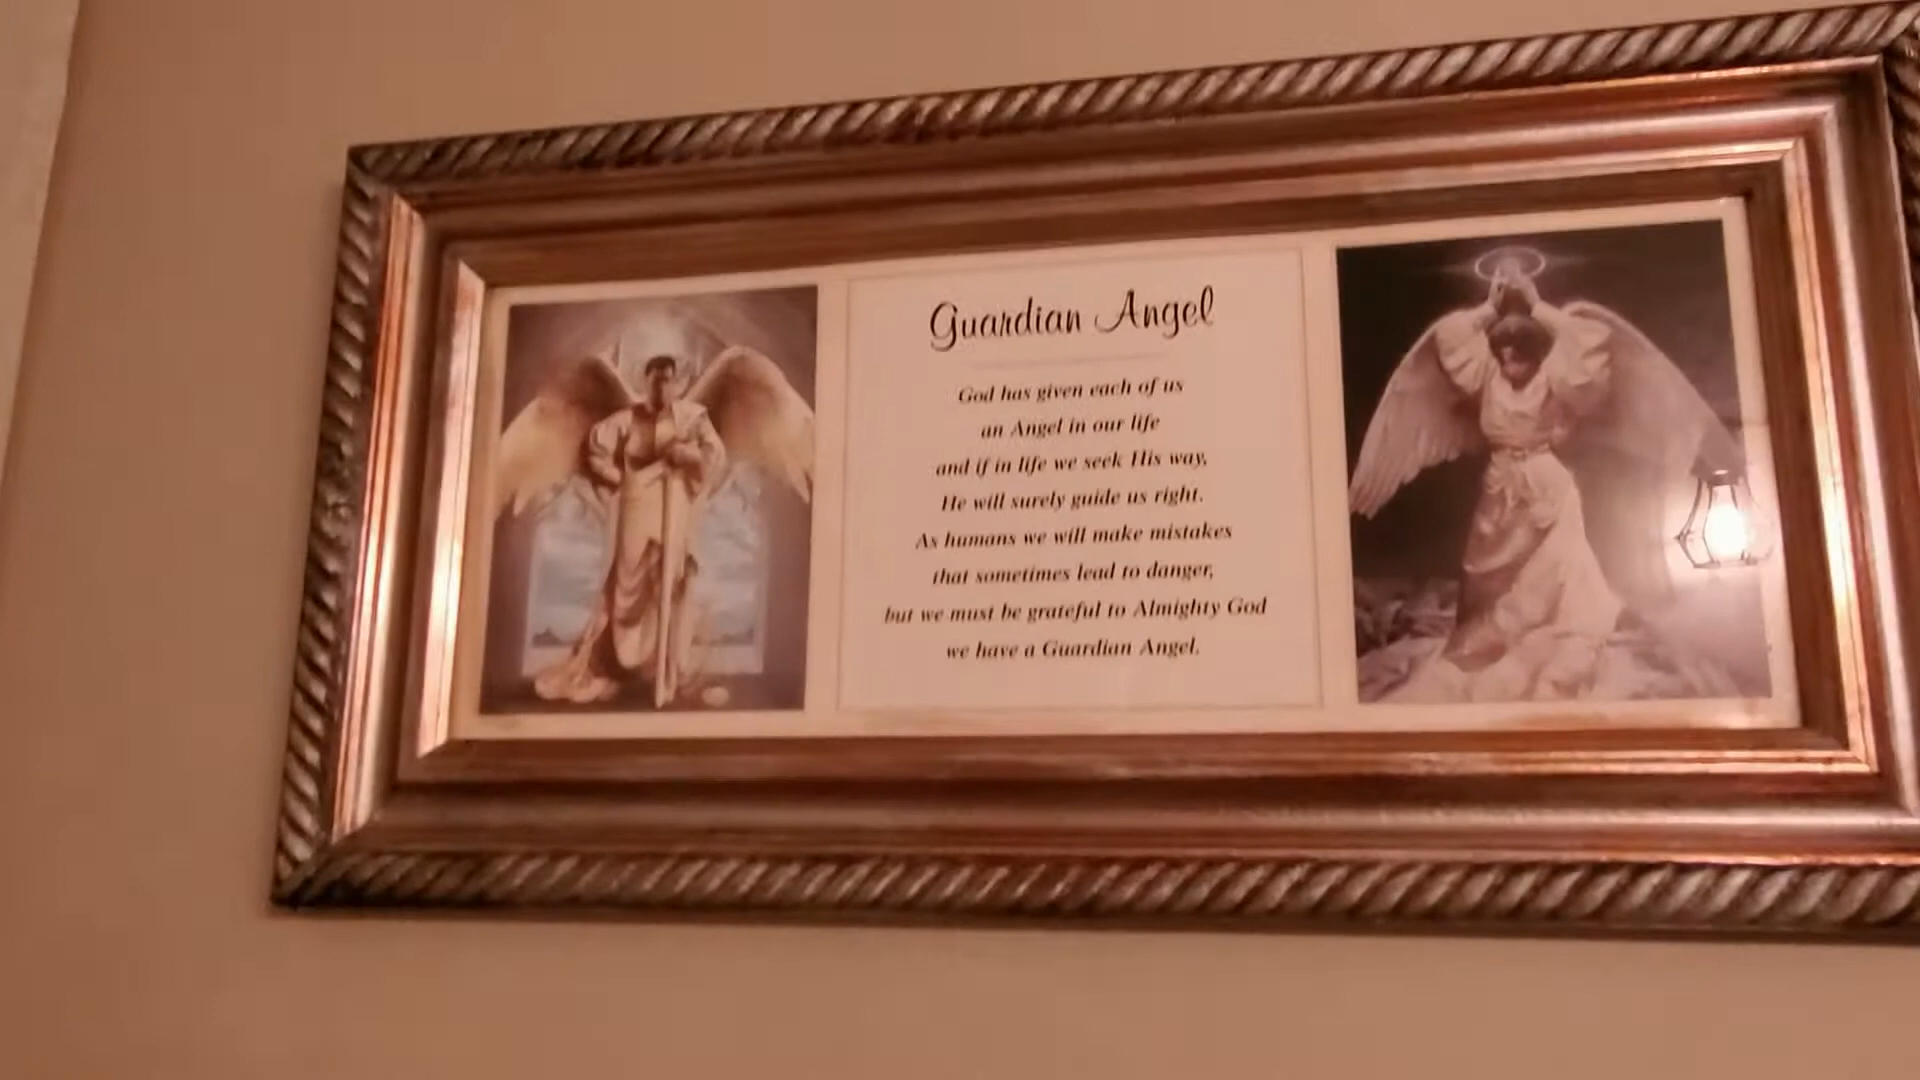 Guardian Angel
God has given each of us
an Angel in our life
and if in life we seek His way,
He will surely guide us right.
As humans we will make mistakes
that sometimes lead to danger,
but we must be grateful to Almighty God
we have a Guardian Angel.